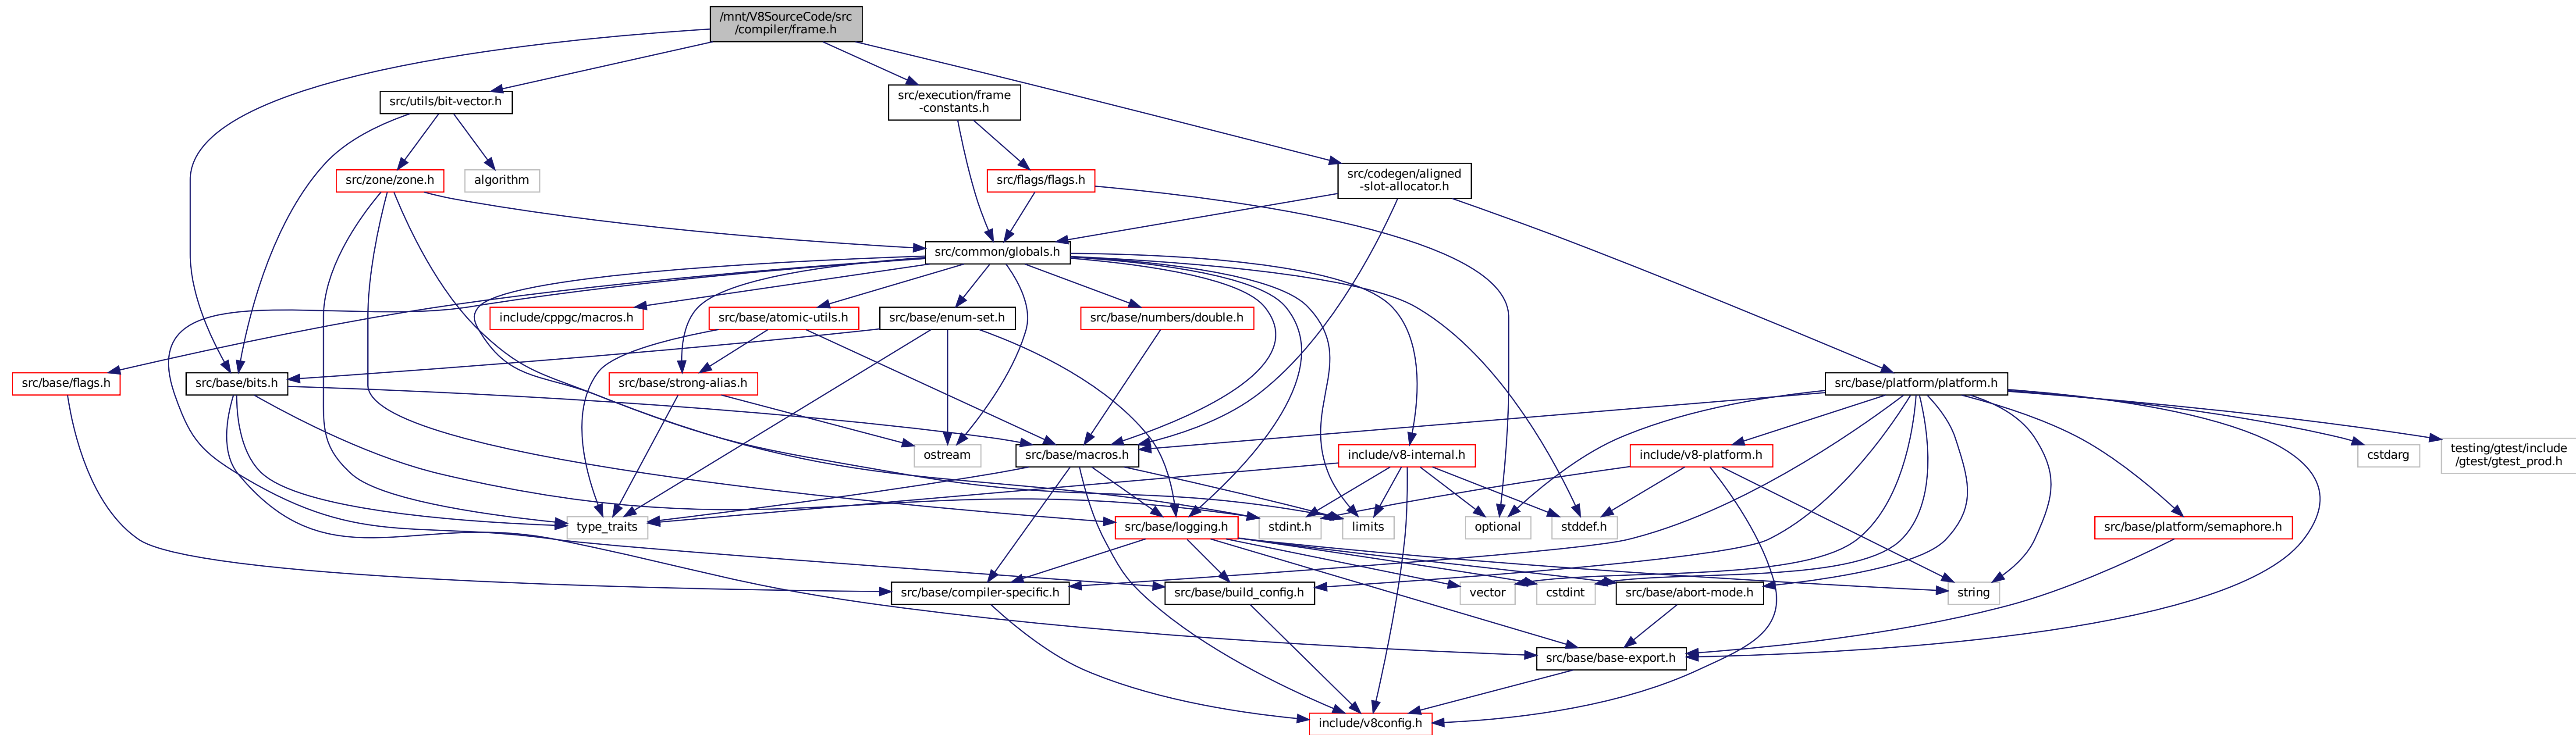 /mnt/V8SourceCode/src
/compiler/frame.h
src/utils/bit-vector.h
src/execution/frame
-constants.h
src/zone/zone.h
algorithm
src/flags/flags.h
src/codegen/aligned
-slot-allocator.h
src/common/globals.h
include/cppgc/macros.h
src/base/atomic-utils.h
src/base/enum-set.h
src/base/numbers/double.h
src/base/flags.h
src/base/bits.h
src/base/strong-alias.h
src/base/platform/platform.h
ostream
src/base/macros.h
include/v8-internal.h
include/v8-platform.h
cstdarg
testing/gtest/include
/gtest/gtest_prod.h
type_traits
src/base/logging.h
stdint.h
limits
optional
stddef.h
src/base/platform/semaphore.h
src/base/compiler-specific.h
src/base/build_config.h
vector
cstdint
src/base/abort-mode.h
string
src/base/base-export.h
include/v8config.h